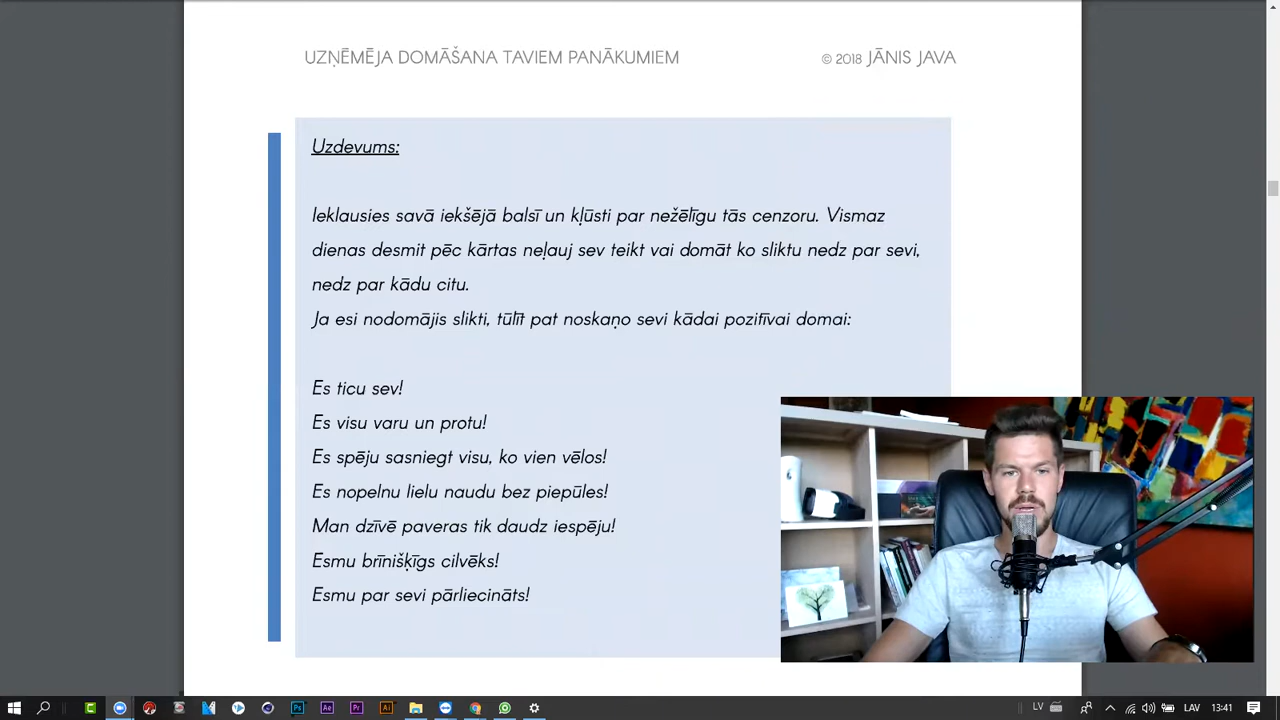 UZŅĒMĒJA DOMĀŠANA TAVIEM PANĀKUMIEM
© 2018 JĀNIS JAVA
Uzdevums:
Ieklausies savā iekšējā balsī un kļūsti par nežēlīgu tās cenzoru. Vismaz
dienas desmit pēc kārtas neļauj sev teikt vai domāt ko sliktu nedz par sevi,
nedz par kādu citu.
Ja esi nodomājis slikti, tūlīt pat noskaņo sevi kādai pozitīvai domai:
Es ticu sev!
Es visu varu un protu!
Es spēju sasniegt visu, ko vien vēlos!
Es nopelnu lielu naudu bez piepūles!
Man dzīvē paveras tik daudz iespēju!
Esmu brīnišķīgs cilvēks!
Esmu par sevi pārliecināts!
Ps
Ae
Pr
Ai
LV
LAV
13:41